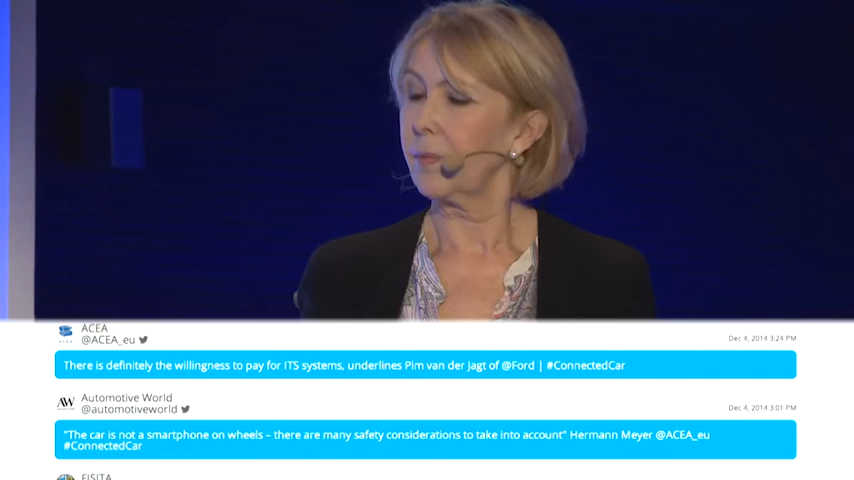 ACEA
@ACEA_eu
Dec 4, 2014 3:24 PM
There is definitely the willingness to pay for ITS systems, underlines Pim van der Jagt of @Ford | #ConnectedCar
AW
Automotive World
@automotiveworld
Dec 4, 2014 3:01 PM
"The car is not a smartphone on wheels – there are many safety considerations to take into account" Hermann Meyer @ACEA_eu
#ConnectedCar
FISITA